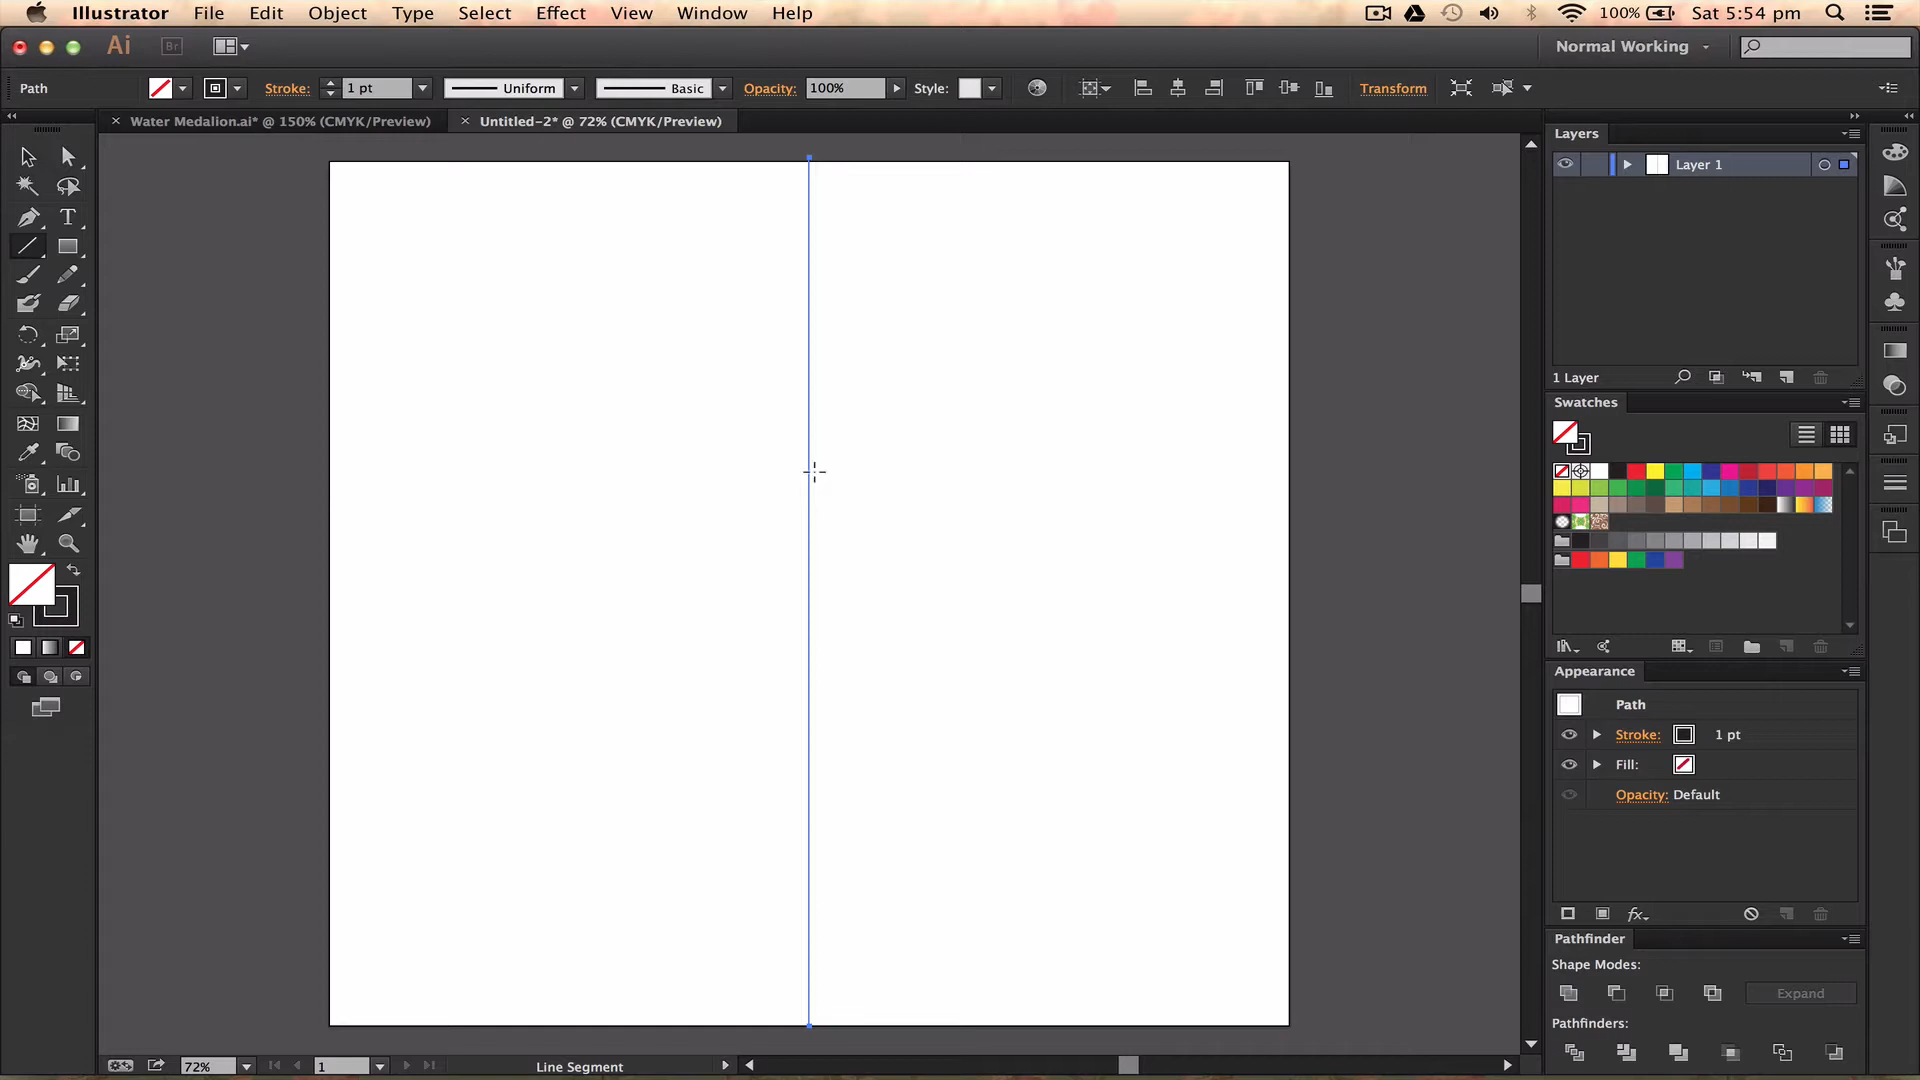 Illustrator File Edit Object Type Select Effect View Window Help 100% Sat 5:54 pm
Ai Br Normal Working
Path Stroke: 1 pt Uniform Basic Opacity: 100% Style: Transform
Water Medalion.ai* @ 150% (CMYK/Preview) Untitled-2* @ 72% (CMYK/Preview)
Layers
Layer 1
1 Layer
Swatches
Appearance
Path
Stroke: 1 pt
Fill:
Opacity: Default
fx
Pathfinder
Shape Modes:
Expand
Pathfinders:
72% 1 Line Segment